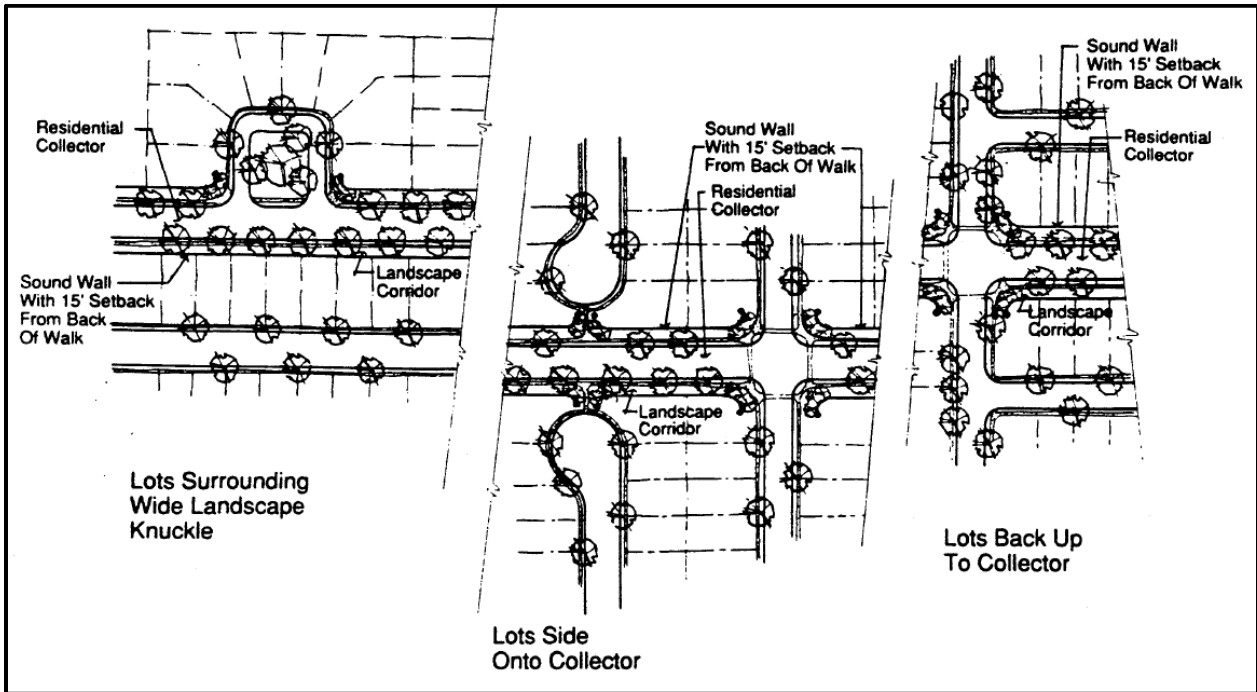 Residential
Collector
Sound Wall
With 15' Setback
From Back
Of Walk
Landscape
Corridor
Lots Surrounding
Wide Landscape
Knuckle
Sound Wall
With 15' Setback
From Back Of Walk
Residential
Collector
Landscape
Corridor
Lots Side
Onto Collector
Sound Wall
With 15' Setback
From Back Of Walk
Residential
Collector
Landscape
Corridor
Lots Back Up
To Collector